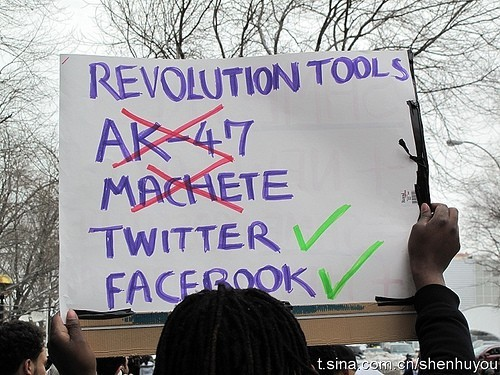 REVOLUTION TOOLS
AK-47
MACHETE
TWITTER
FACEBOOK
t.sina.com.cn/shenhuyou